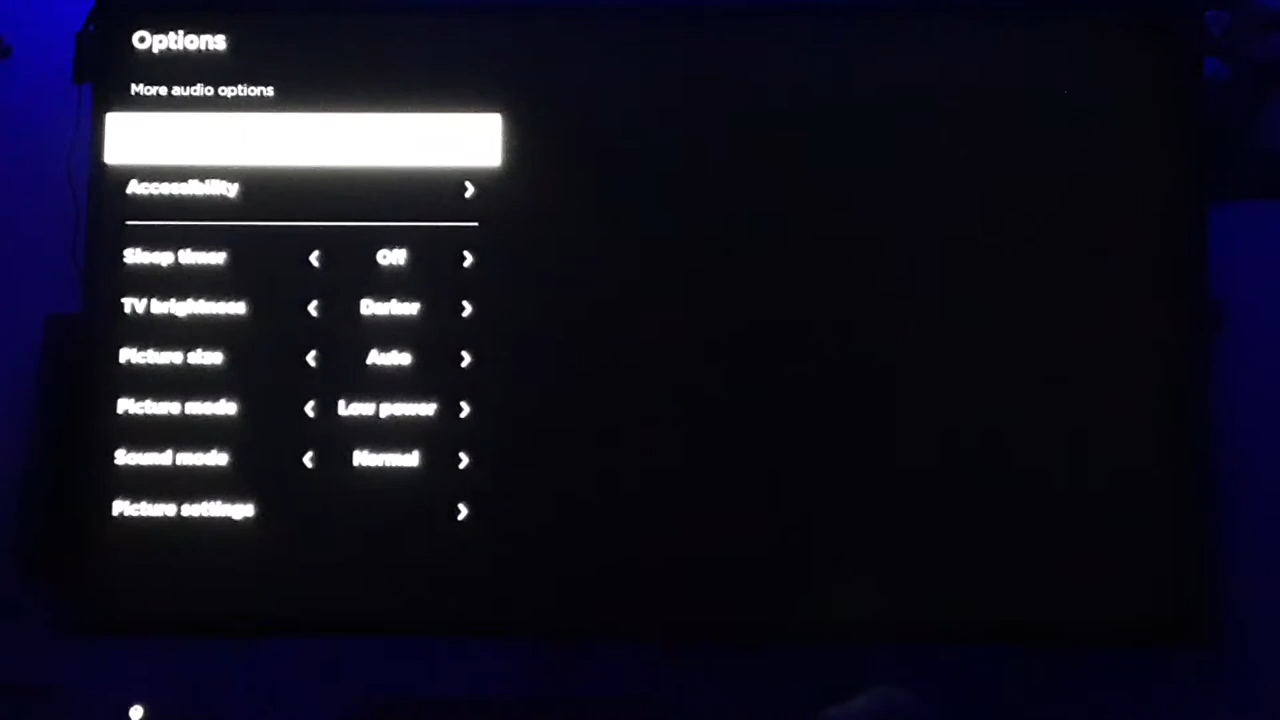 Options
More audio options
Accessibility
Sleep timer Off
TV brightness Darker
Picture size Auto
Picture mode Low power
Sound mode Normal
Picture settings